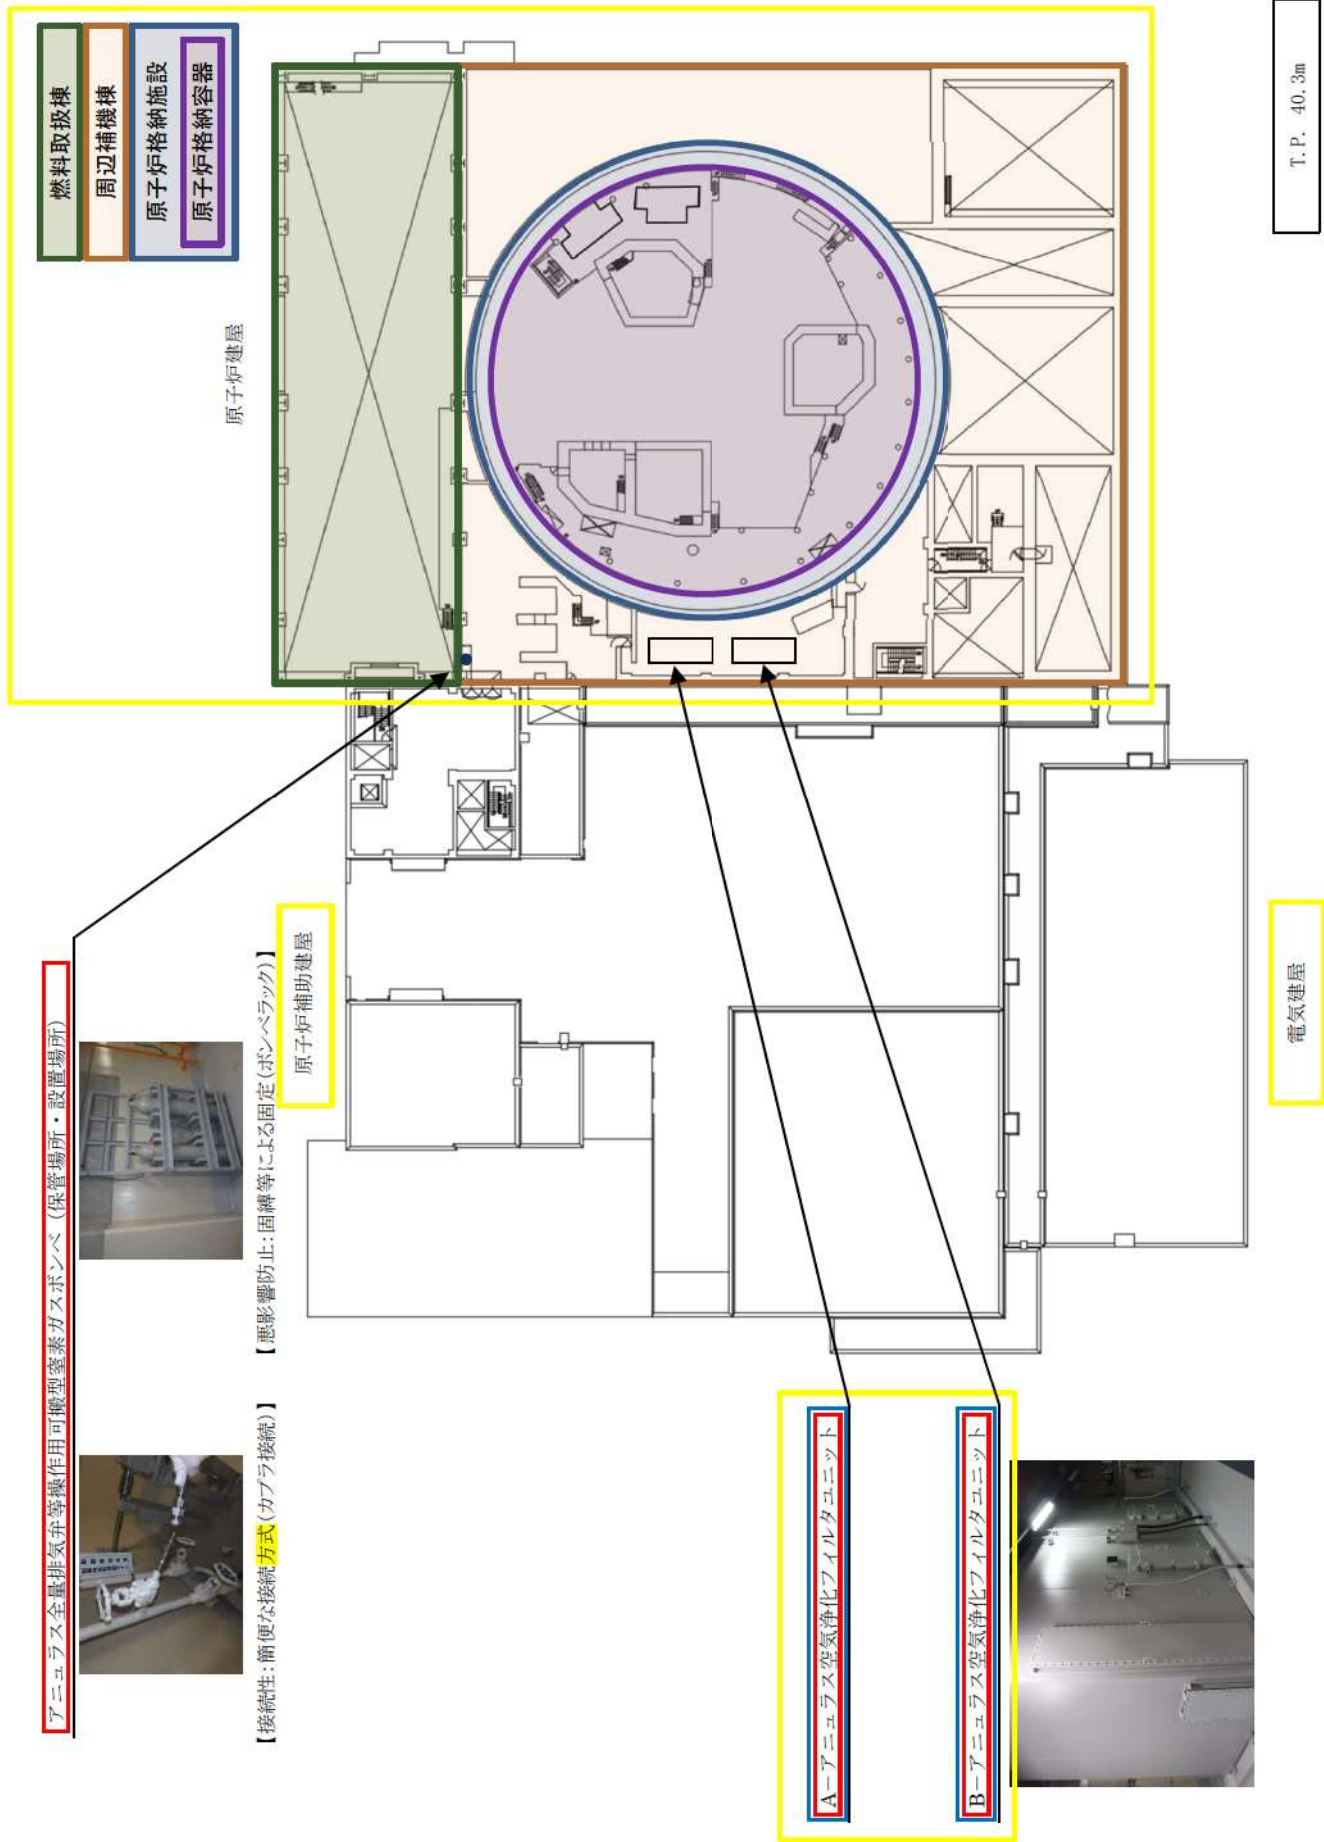 アニュラス全量排気弁等操作用可搬型窒素ガスボンベ（保管場所・設置場所）
【接続性：簡便な接続方式（カプラ接続）】
【悪影響防止：固縛等による固定（ボンベラック）】
燃料取扱棟
周辺補機棟
原子炉格納施設
原子炉格納容器
原子炉建屋
原子炉補助建屋
A－アニュラス空気浄化フィルタユニット
B－アニュラス空気浄化フィルタユニット
電気建屋
T.P. 40.3m